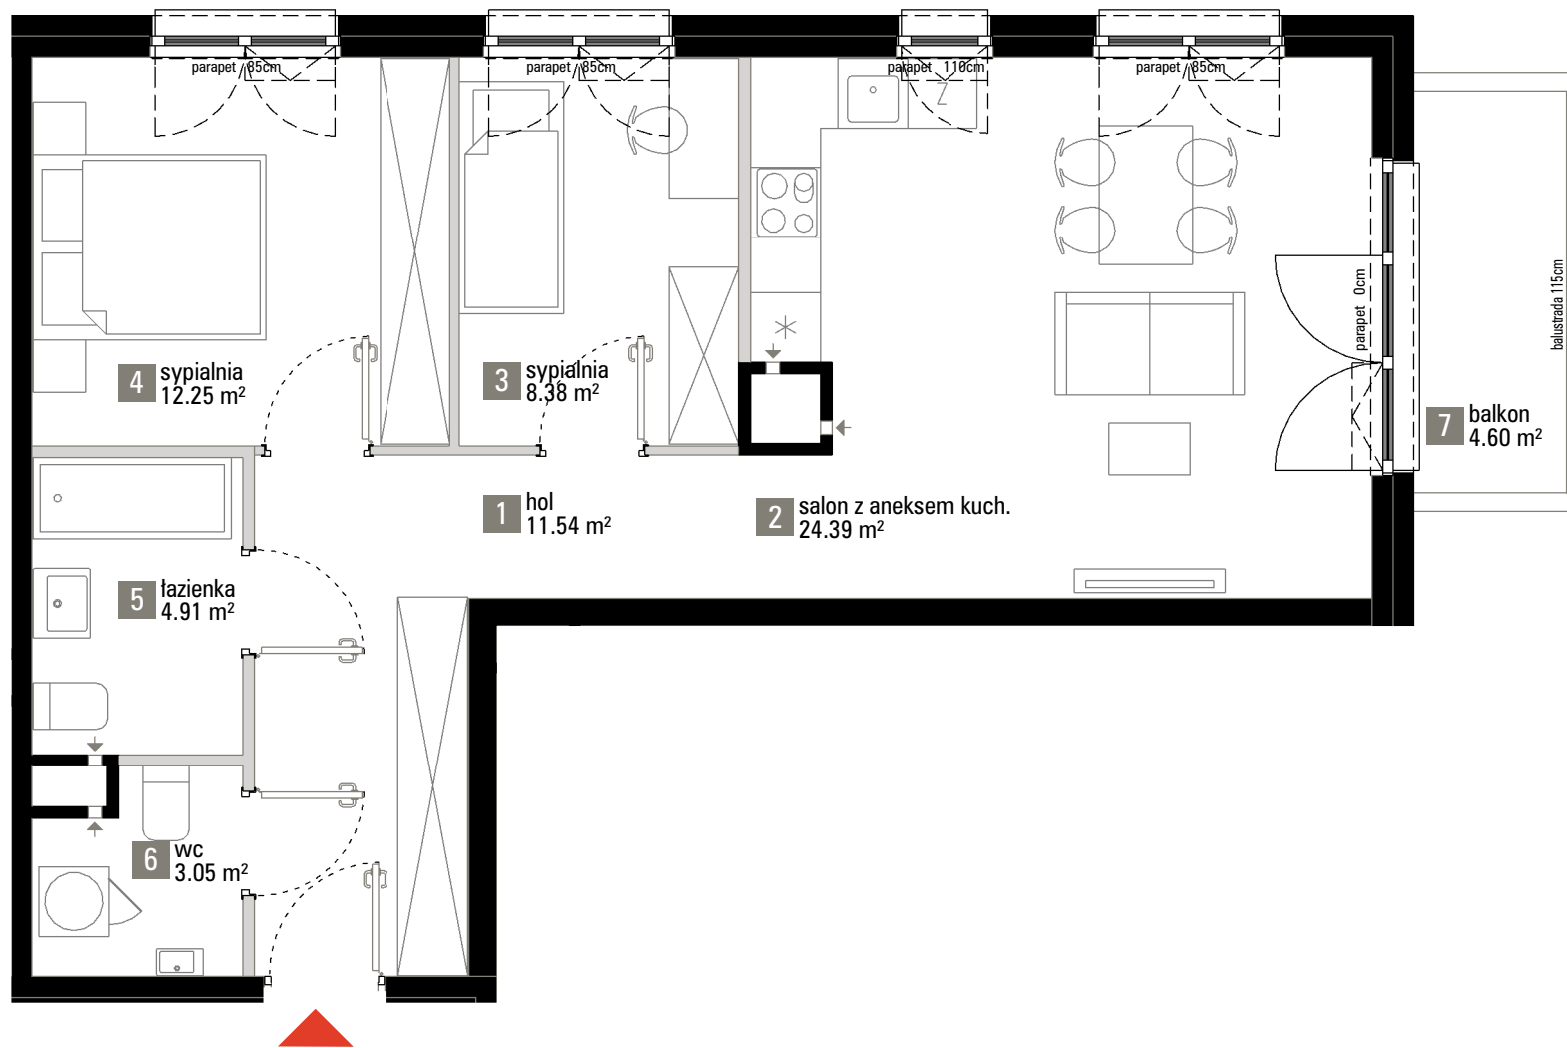 parapet 85cm
parapet 85cm
parapet 110cm
parapet 85cm
Z
parapet 0cm
balustrada 115cm
4 sypialnia
12.25 m²
3 sypialnia
8.38 m²
7 balkon
4.60 m²
1 hol
11.54 m²
2 salon z aneksem kuch.
24.39 m²
5 łazienka
4.91 m²
6 wc
3.05 m²